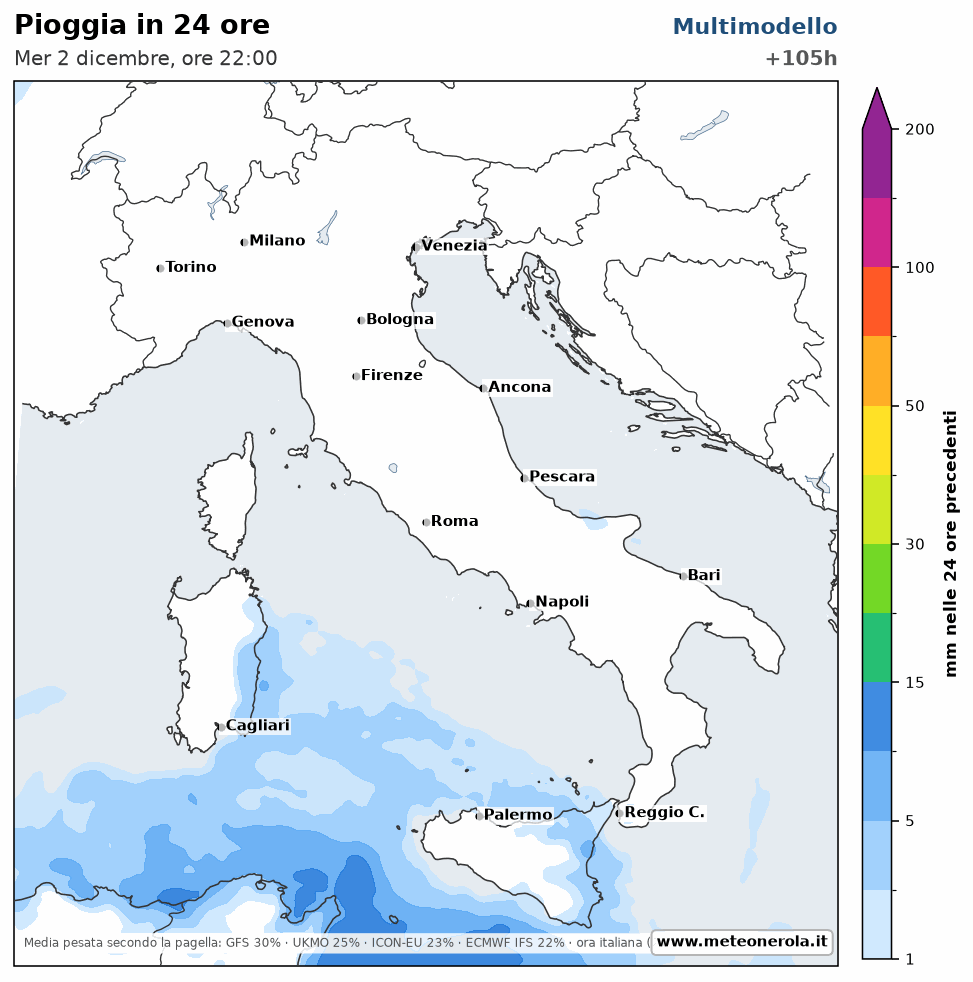 Pioggia in 24 ore
Multimodello
Mer 2 dicembre, ore 22:00
+105h
200
Milano
Venezia
Torino
100
Genova
Bologna
Firenze
Ancona
50
Pescara
Roma
30
Bari
Napoli
mm nelle 24 ore precedenti
15
Cagliari
Palermo
Reggio C.
5
Media pesata secondo la pagella: GFS 30% · UKMO 25% · ICON-EU 23% · ECMWF IFS 22% · ora italiana (
www.meteonerola.it
1